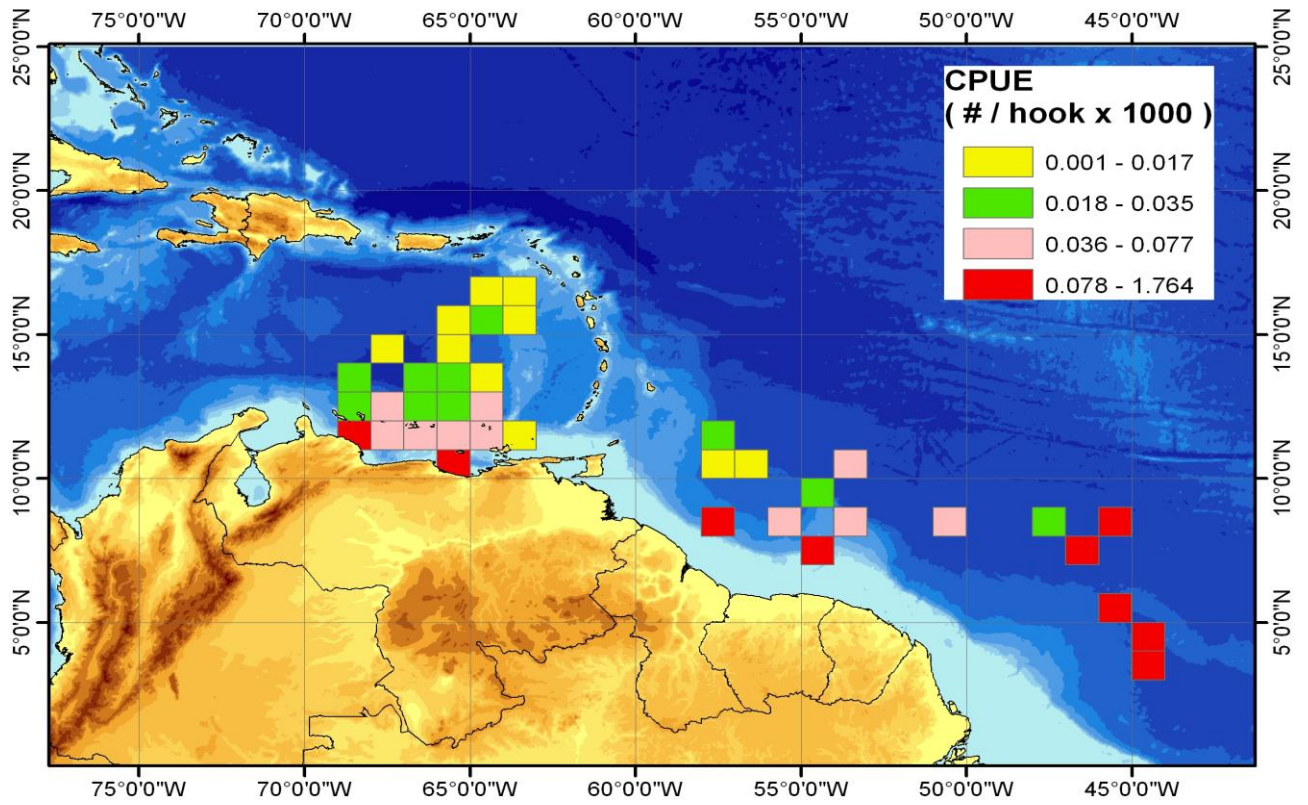 75°0'0"W 70°0'0"W 65°0'0"W 60°0'0"W 55°0'0"W 50°0'0"W 45°0'0"W
25°0'0"N 25°0'0"N
CPUE
( # / hook x 1000 )
0.001 - 0.017
0.018 - 0.035
20°0'0"N 20°0'0"N
0.036 - 0.077
0.078 - 1.764
15°0'0"N 15°0'0"N
10°0'0"N 10°0'0"N
5°0'0"N 5°0'0"N
75°0'0"W 70°0'0"W 65°0'0"W 60°0'0"W 55°0'0"W 50°0'0"W 45°0'0"W